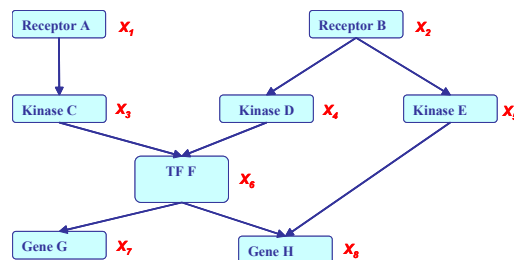 Receptor A X1
Receptor B X2
Kinase C X3
Kinase D X4
Kinase E
TF F X6
Gene G X7
Gene H X8